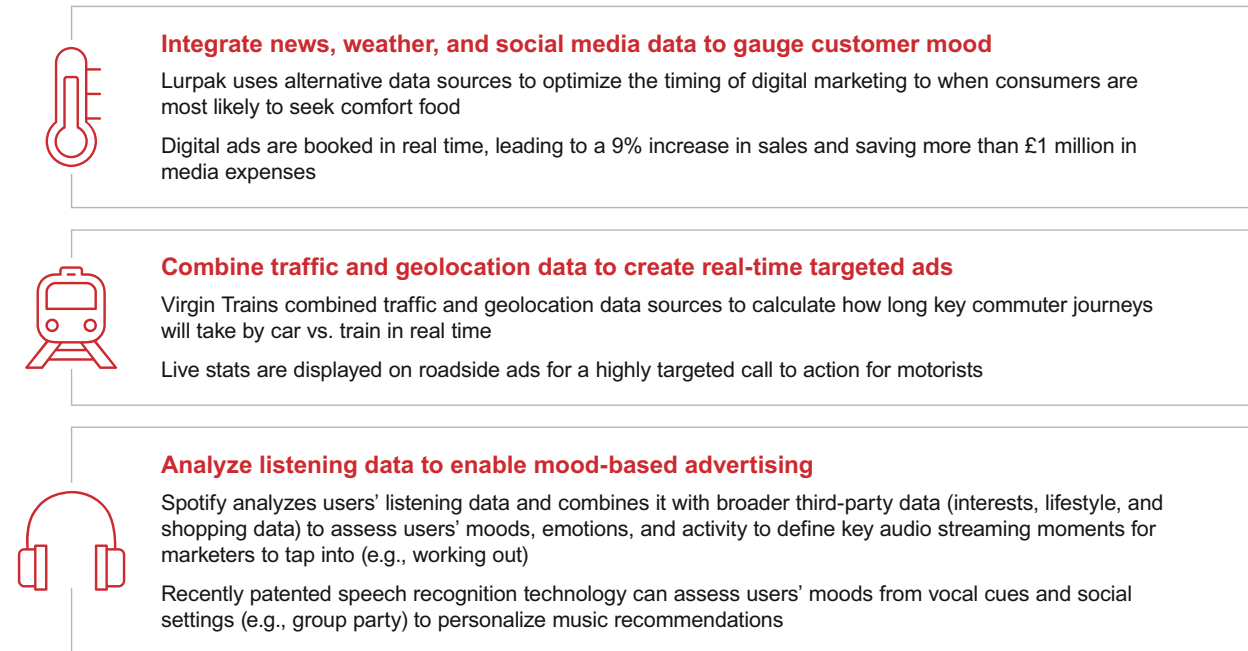 Integrate news, weather, and social media data to gauge customer mood
Lurpak uses alternative data sources to optimize the timing of digital marketing to when consumers are
most likely to seek comfort food
Digital ads are booked in real time, leading to a 9% increase in sales and saving more than £1 million in
media expenses
Combine traffic and geolocation data to create real-time targeted ads
Virgin Trains combined traffic and geolocation data sources to calculate how long key commuter journeys
will take by car vs. train in real time
Live stats are displayed on roadside ads for a highly targeted call to action for motorists
Analyze listening data to enable mood-based advertising
Spotify analyzes users’ listening data and combines it with broader third-party data (interests, lifestyle, and
shopping data) to assess users’ moods, emotions, and activity to define key audio streaming moments for
marketers to tap into (e.g., working out)
Recently patented speech recognition technology can assess users’ moods from vocal cues and social
settings (e.g., group party) to personalize music recommendations